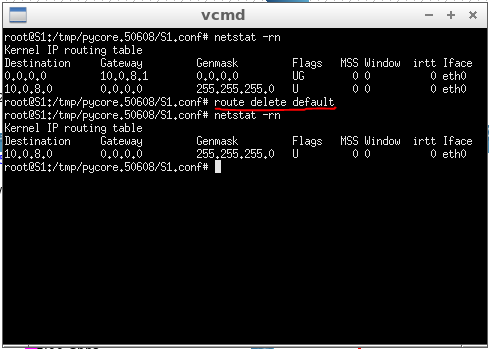 vcmd
root@S1:/tmp/pycore.50608/S1.conf# netstat -rn
Kernel IP routing table
Destination Gateway Genmask Flags MSS Window irtt Iface
0.0.0.0 10.0.8.1 0.0.0.0 UG 0 0 0 eth0
10.0.8.0 0.0.0.0 255.255.255.0 U 0 0 0 eth0
root@S1:/tmp/pycore.50608/S1.conf# route delete default
root@S1:/tmp/pycore.50608/S1.conf# netstat -rn
Kernel IP routing table
Destination Gateway Genmask Flags MSS Window irtt Iface
10.0.8.0 0.0.0.0 255.255.255.0 U 0 0 0 eth0
root@S1:/tmp/pycore.50608/S1.conf#